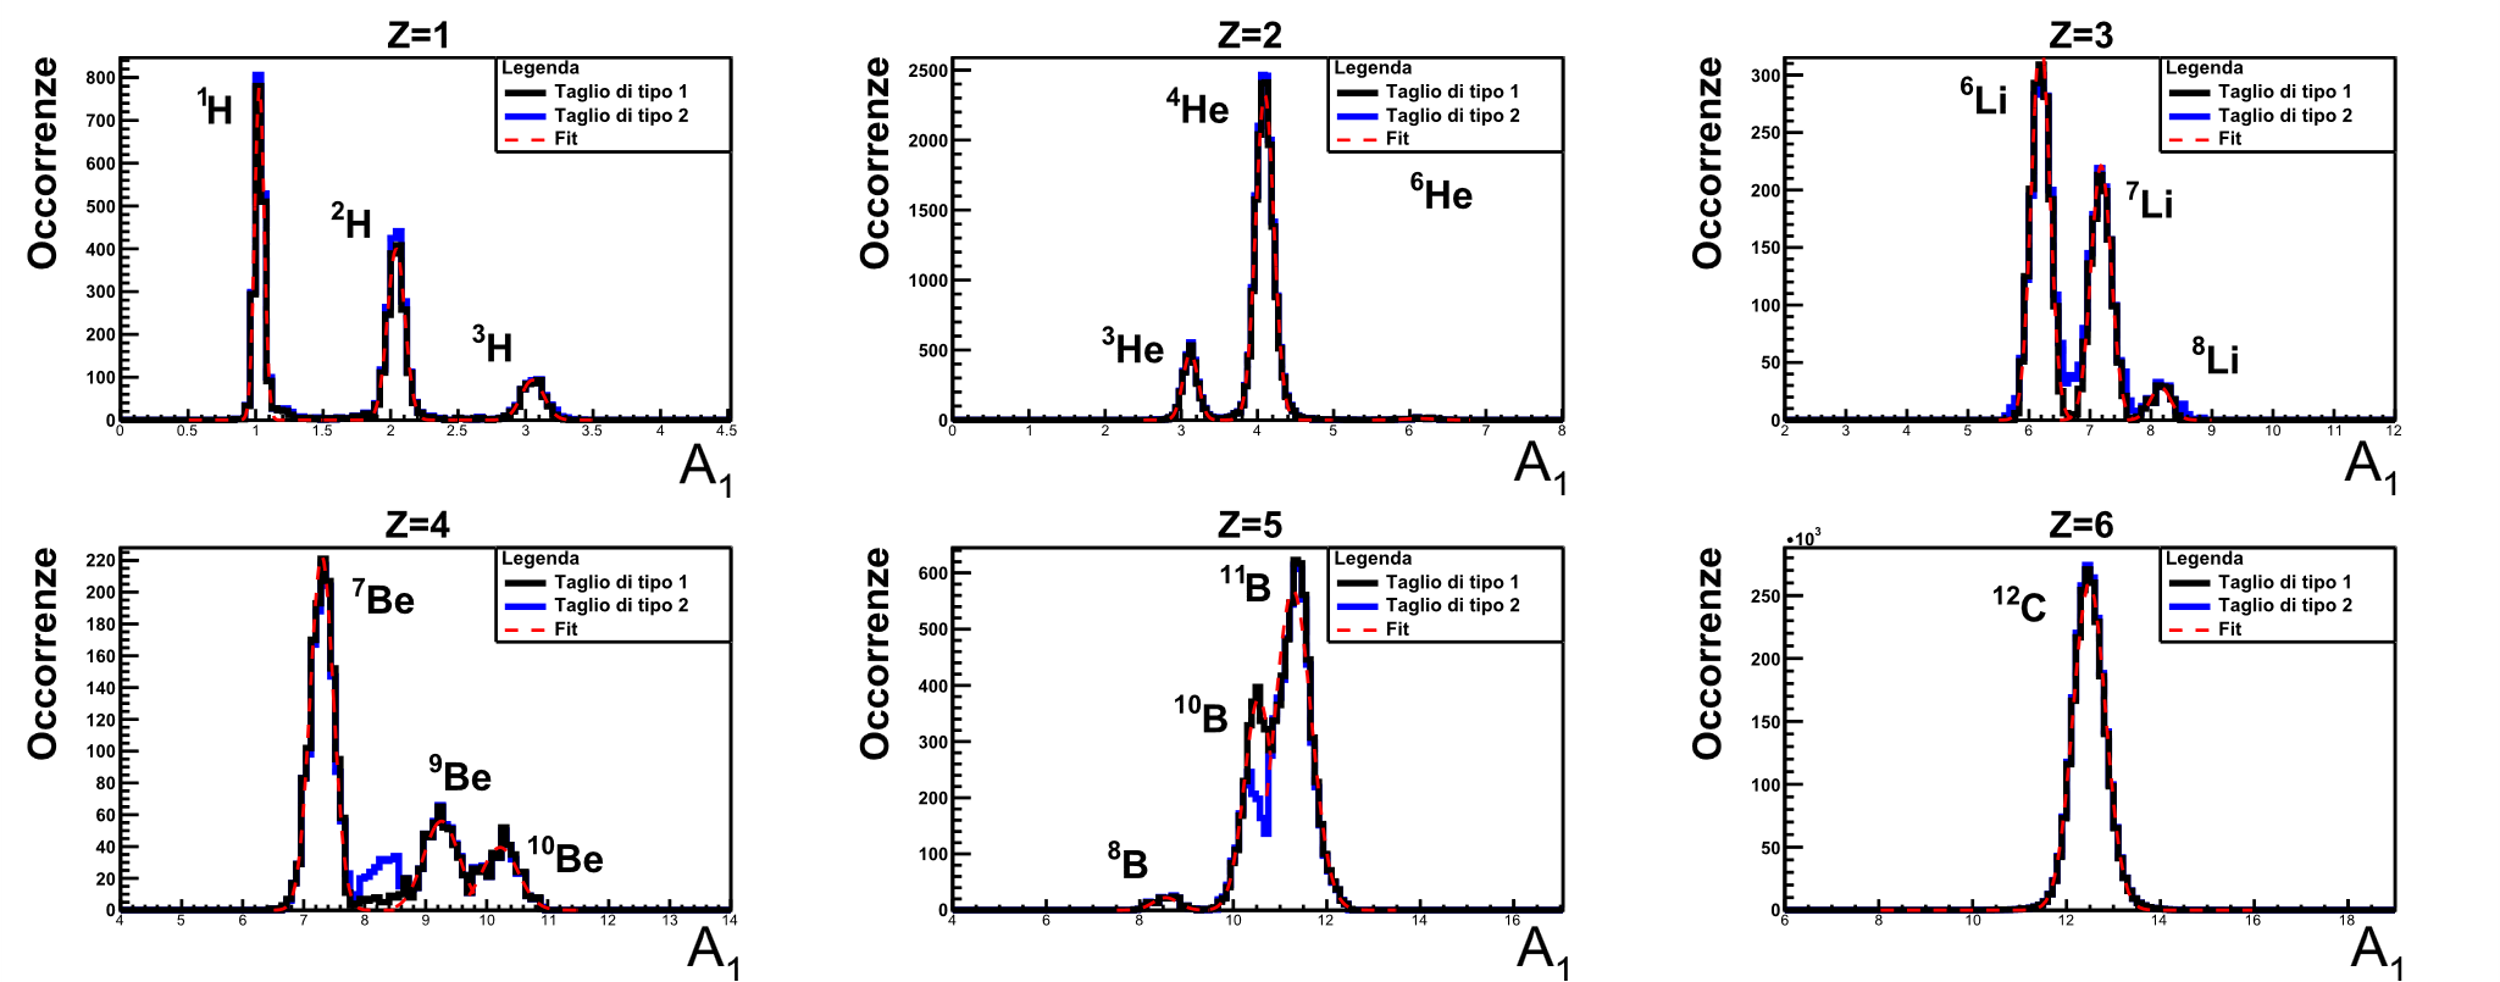 Z=1
Occorrenze
800
700
600
500
400
300
200
100
0
0 0.5 1 1.5 2 2.5 3 3.5 4 4.5
A1
1H
2H
3H
Legenda
Taglio di tipo 1
Taglio di tipo 2
Fit
Z=2
Occorrenze
2500
2000
1500
1000
500
0
0 1 2 3 4 5 6 7 8
A1
3He
4He
6He
Legenda
Taglio di tipo 1
Taglio di tipo 2
Fit
Z=3
Occorrenze
300
250
200
150
100
50
0
2 3 4 5 6 7 8 9 10 11 12
A1
6Li
7Li
8Li
Legenda
Taglio di tipo 1
Taglio di tipo 2
Fit
Z=4
Occorrenze
220
200
180
160
140
120
100
80
60
40
20
0
4 5 6 7 8 9 10 11 12 13 14
A1
7Be
9Be
10Be
Legenda
Taglio di tipo 1
Taglio di tipo 2
Fit
Z=5
Occorrenze
600
500
400
300
200
100
0
4 6 8 10 12 14 16
A1
8B
10B
11B
Legenda
Taglio di tipo 1
Taglio di tipo 2
Fit
Z=6
•10³
Occorrenze
250
200
150
100
50
0
6 8 10 12 14 16 18
A1
12C
Legenda
Taglio di tipo 1
Taglio di tipo 2
Fit